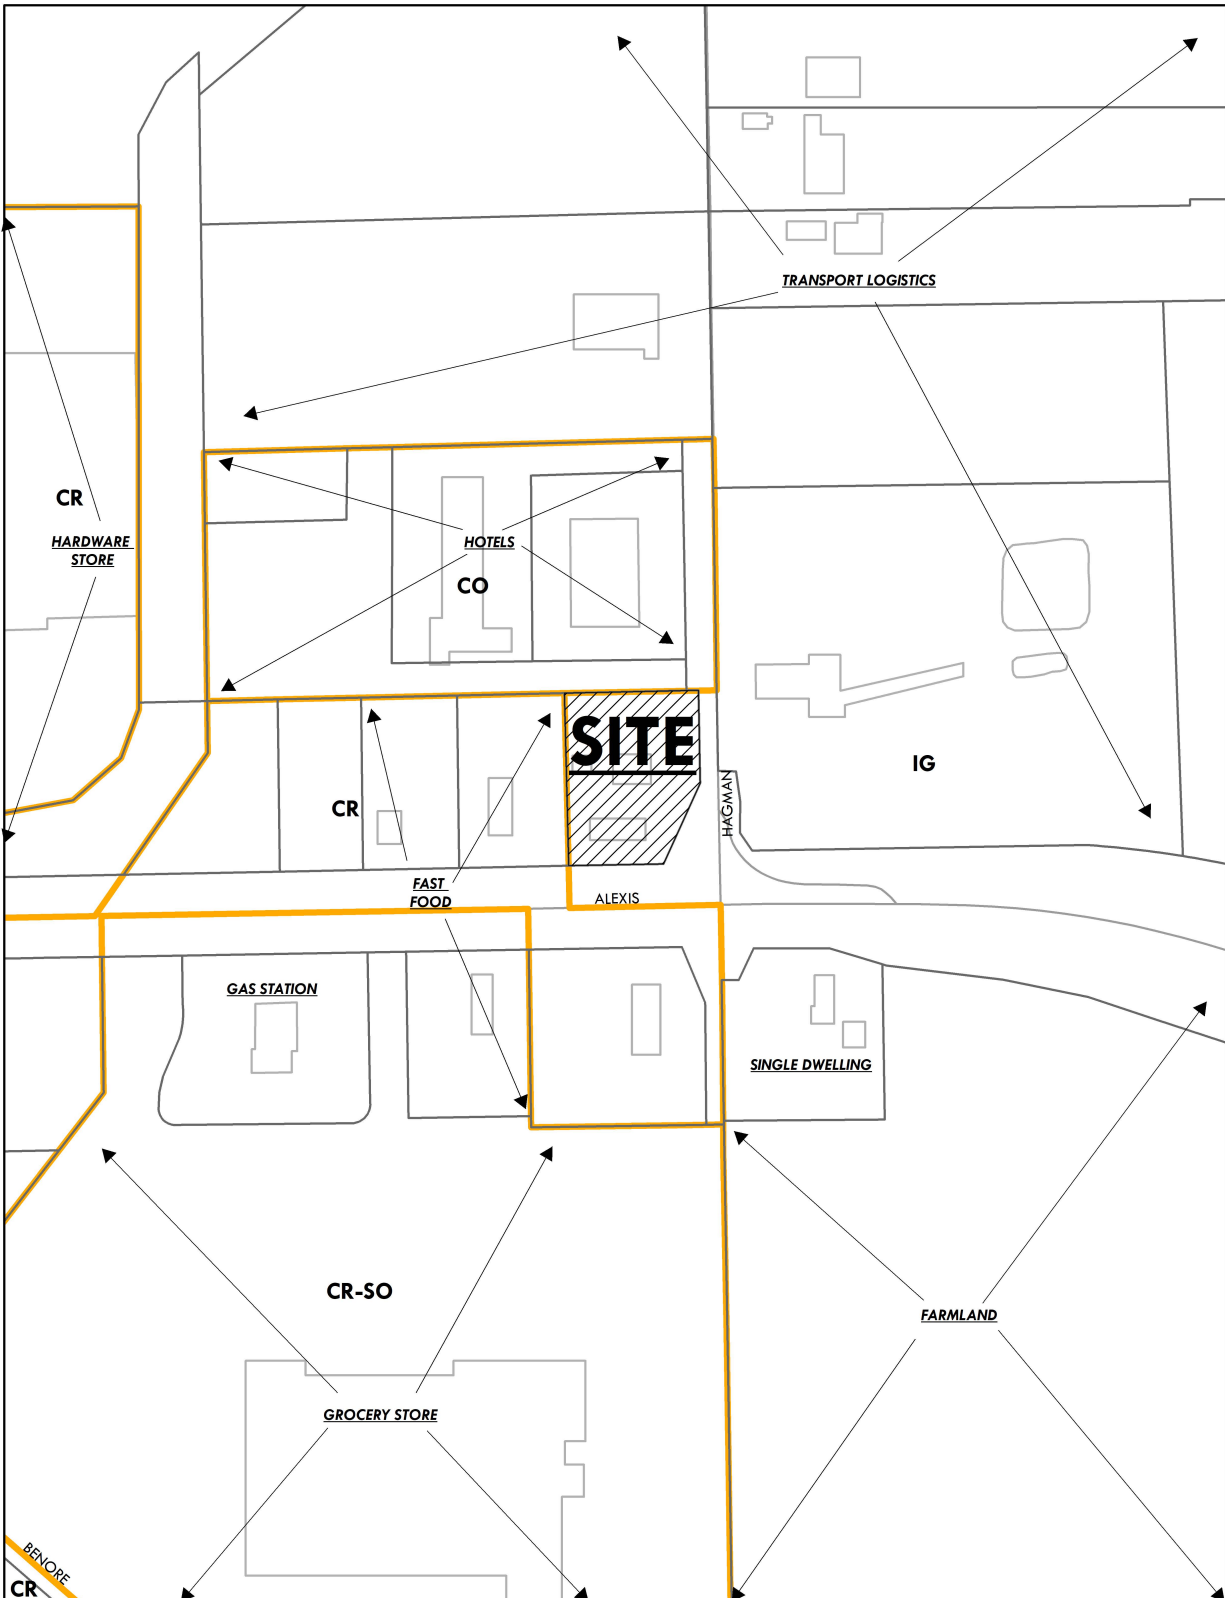 TRANSPORT LOGISTICS
CR
HARDWARE
STORE
HOTELS
CO
SITE
IG
HAGMAN
CR
FAST
FOOD
ALEXIS
GAS STATION
SINGLE DWELLING
CR-SO
FARMLAND
GROCERY STORE
BENORE
CR